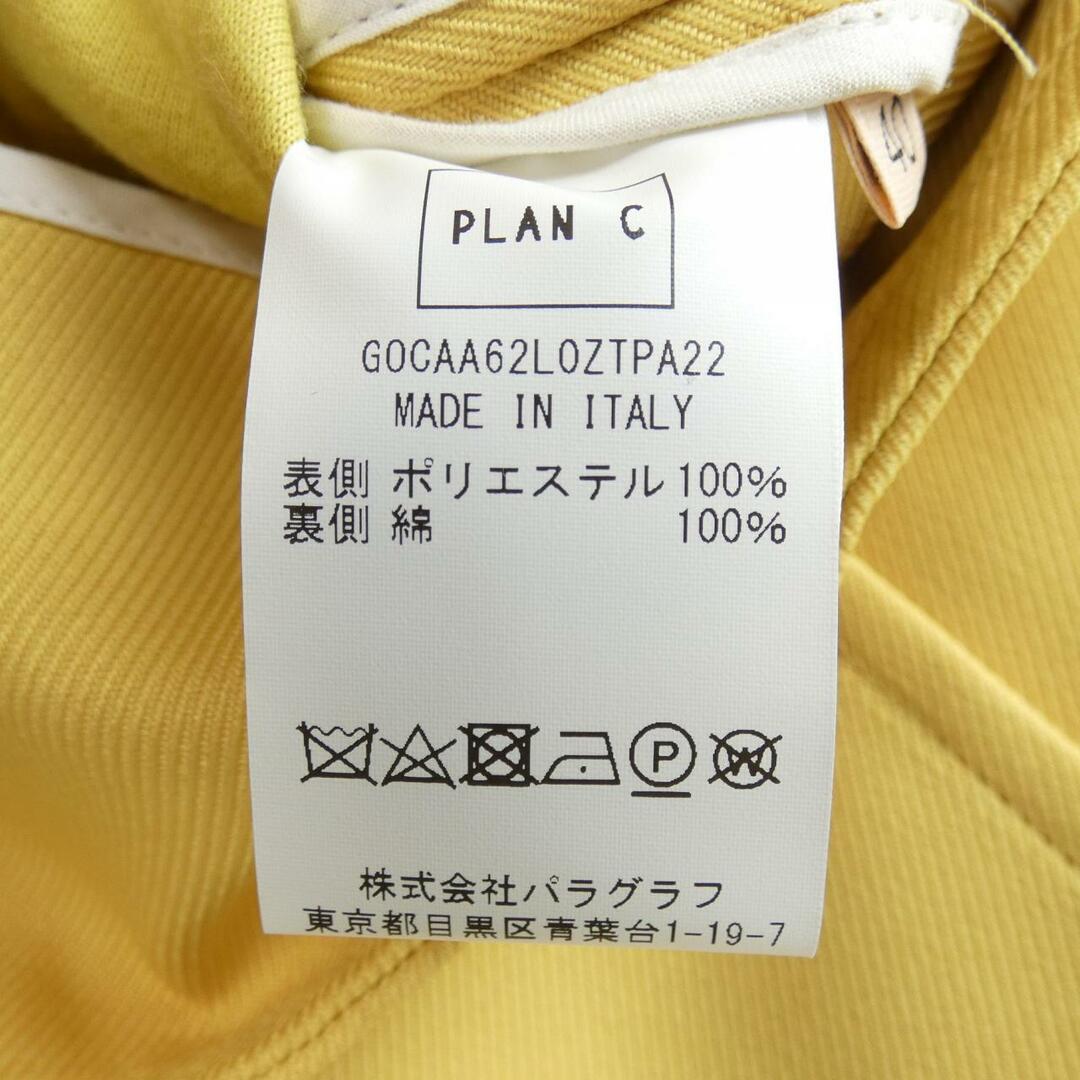 40
PLAN C
GOCAA62LOZTPA22
MADE IN ITALY
表側 ポリエステル 100%
裏側 綿 100%
P W
株式会社パラグラフ
東京都目黒区青葉台1-19-7